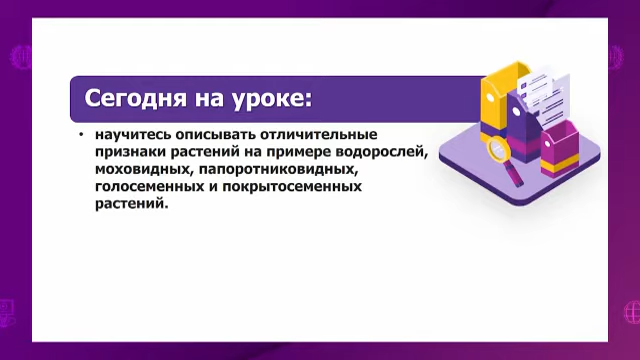 Сегодня на уроке:
• научитесь описывать отличительные
признаки растений на примере водорослей,
моховидных, папоротниковидных,
голосеменных и покрытосеменных
растений.